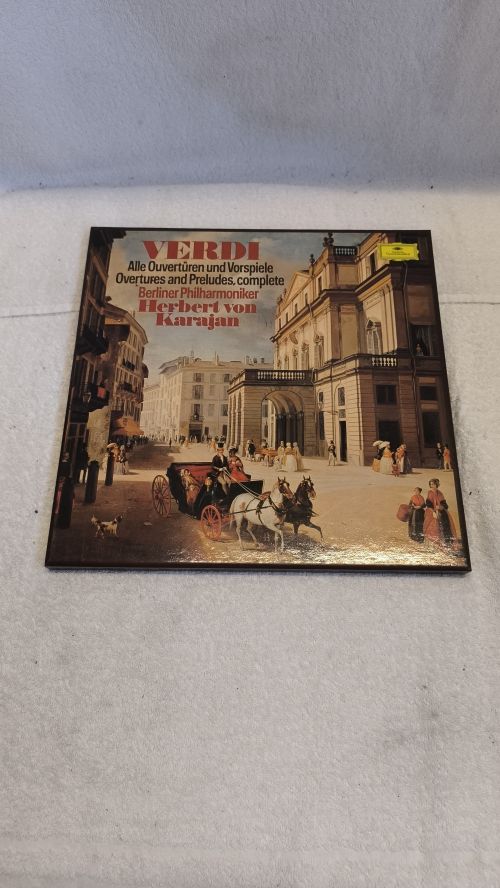 VERDI
Alle Ouvertüren und Vorspiele
Overtures and Preludes, complete
Berliner Philharmoniker
Herbert von
Karajan